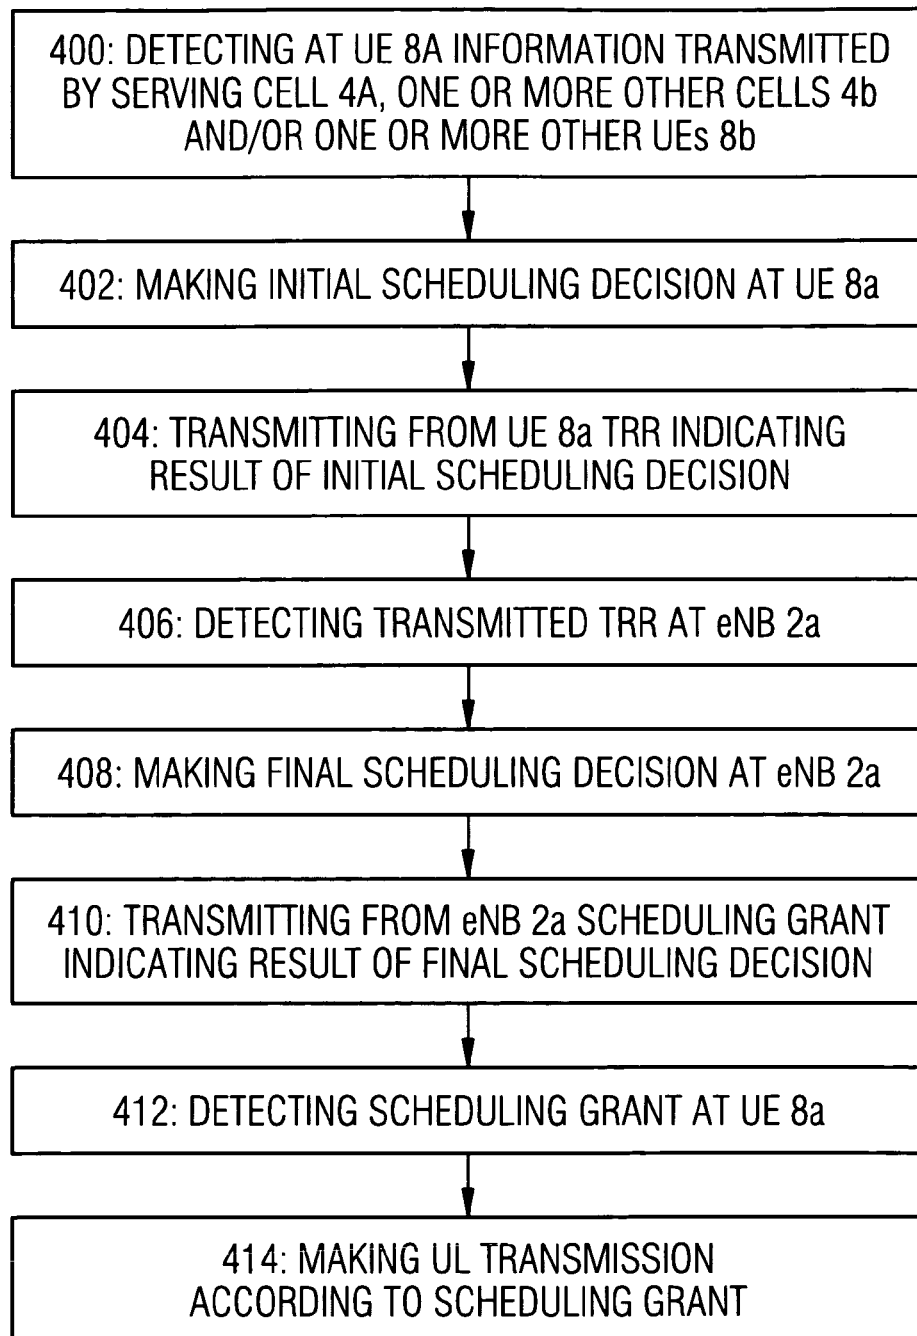 400: DETECTING AT UE 8A INFORMATION TRANSMITTED
BY SERVING CELL 4A, ONE OR MORE OTHER CELLS 4b
AND/OR ONE OR MORE OTHER UEs 8b
402: MAKING INITIAL SCHEDULING DECISION AT UE 8a
404: TRANSMITTING FROM UE 8a TRR INDICATING
RESULT OF INITIAL SCHEDULING DECISION
406: DETECTING TRANSMITTED TRR AT eNB 2a
408: MAKING FINAL SCHEDULING DECISION AT eNB 2a
410: TRANSMITTING FROM eNB 2a SCHEDULING GRANT
INDICATING RESULT OF FINAL SCHEDULING DECISION
412: DETECTING SCHEDULING GRANT AT UE 8a
414: MAKING UL TRANSMISSION
ACCORDING TO SCHEDULING GRANT